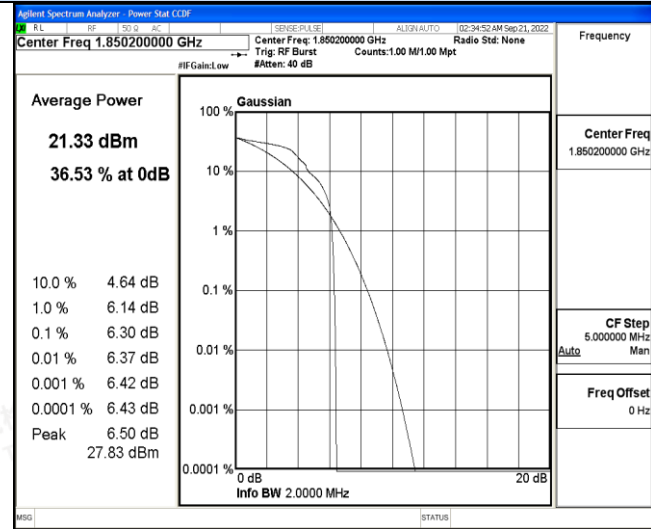 Agilent Spectrum Analyzer - Power Stat CCDF
RL RF 50 Ω AC SENSE:PULSE ALIGN AUTO 02:34:52 AM Sep 21, 2022
Center Freq 1.850200000 GHz
Center Freq: 1.850200000 GHz Radio Std: None
Trig: RF Burst Counts:1.00 M/1.00 Mpt
#IFGain:Low #Atten: 40 dB
Frequency
Average Power
21.33 dBm
36.53 % at 0dB
10.0 % 4.64 dB
1.0 % 6.14 dB
0.1 % 6.30 dB
0.01 % 6.37 dB
0.001 % 6.42 dB
0.0001 % 6.43 dB
Peak 6.50 dB
27.83 dBm
Gaussian
100 %
10 %
1 %
0.1 %
0.01 %
0.001 %
0.0001 %
0 dB 20 dB
Info BW 2.0000 MHz
Center Freq
1.850200000 GHz
CF Step
5.000000 MHz
Auto Man
Freq Offset
0 Hz
MSG STATUS